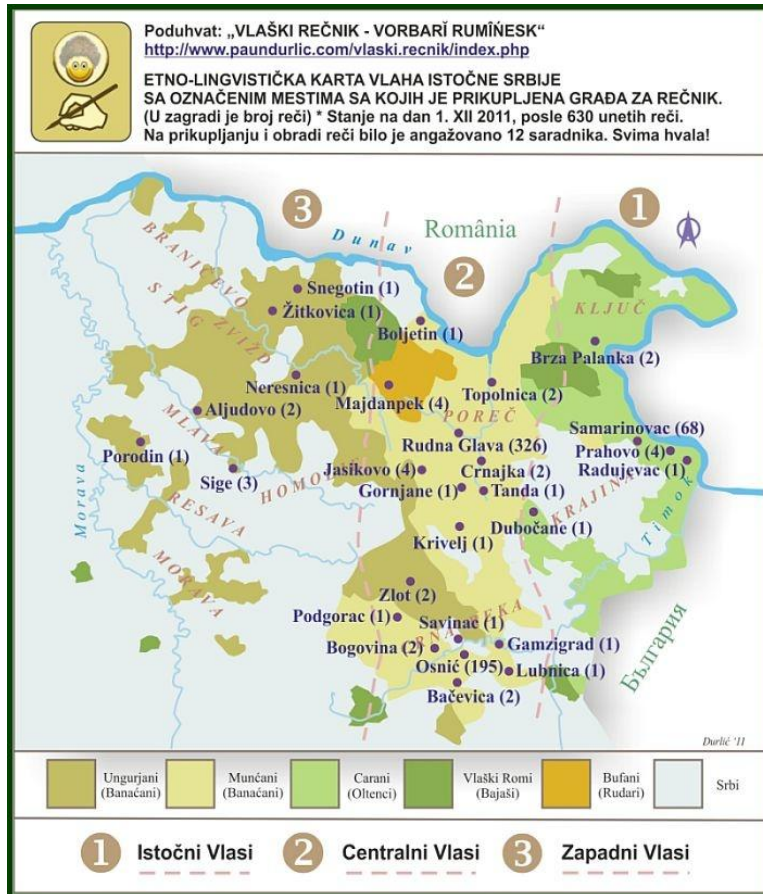 Poduhvat: „VLAŠKI REČNIK - VORBARĬ RUMÎŃESK“
http://www.paundurlic.com/vlaski.recnik/index.php
ETNO-LINGVISTIČKA KARTA VLAHA ISTOČNE SRBIJE
SA OZNAČENIM MESTIMA SA KOJIH JE PRIKUPLJENA GRAĐA ZA REČNIK.
(U zagradi je broj reči) * Stanje na dan 1. XII 2011, posle 630 unetih reči.
Na prikupljanju i obradi reči bilo je angažovano 12 saradnika. Svima hvala!
3
1
Dunav
România
2
BRANIČEVO
Snegotin (1)
KLJUČ
ŠTIG
Žitkovica (1)
ZVIŽD
Boljetin (1)
Brza Palanka (2)
Neresnica (1)
Majdanpek (4)
Topolnica (2)
Aljudovo (2)
POREČ
MLAVA
Samarinovac (68)
Porodin (1)
Rudna Glava (326)
Prahovo (4)
Sige (3)
HOMOLJE
Jasikovo (4)
Crnajka (2)
Radujevac (1)
Gornjane (1)
Tanda (1)
KRAJINA
Morava
RESAVA
Dubočane (1)
Timok
Krivelj (1)
MORAVA
Zlot (2)
Podgorac (1)
Savinac (1)
REKA
Bogovina (2)
Gamzigrad (1)
Osnić (195)
Lubnica (1)
България
Bačevica (2)
Durlić '11
Ungurjani
(Banaćani)
Munćani
(Banaćani)
Carani
(Oltenci)
Vlaški Romi
(Bajaši)
Bufani
(Rudari)
Srbi
1 Istočni Vlasi
2 Centralni Vlasi
3 Zapadni Vlasi